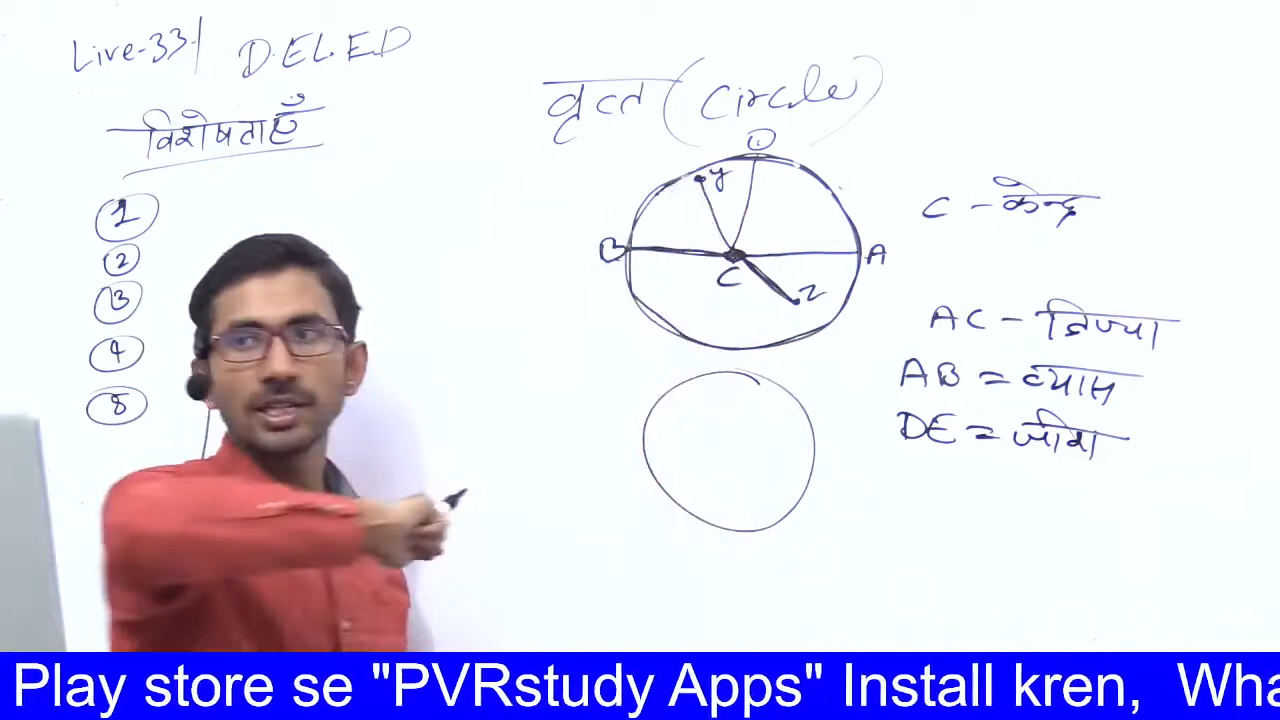 Live-33
D.EL.ED
विशेषताएँ
1
2
3
4
8
वृत्त (Circle)
D
y
B
A
C
Z
C - केन्द्र
AC - त्रिज्या
AB = व्यास
DE = जीवा
Play store se "PVRstudy Apps" Install kren, Wha